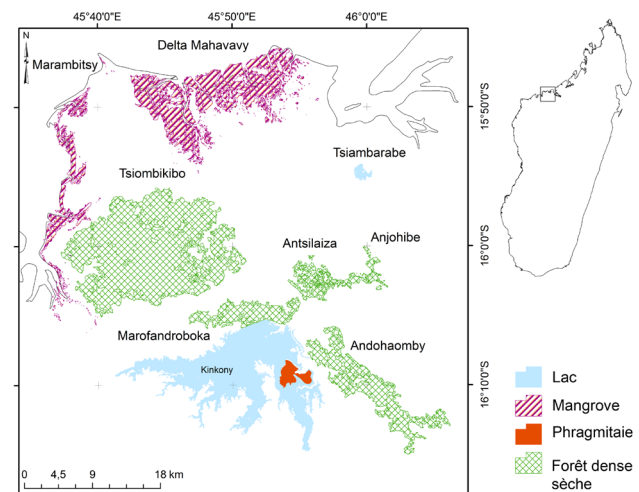 45°40'0"E
45°50'0"E
46°0'0"E
N
Delta Mahavavy
Marambitsy
15°50'0"S
Tsiambarabe
Tsiombikibo
Antsilaiza
Anjohibe
16°0'0"S
Marofandroboka
Andohaomby
Kinkony
16°10'0"S
Lac
Mangrove
Phragmitaie
Forêt dense
sèche
0 4,5 9 18 km